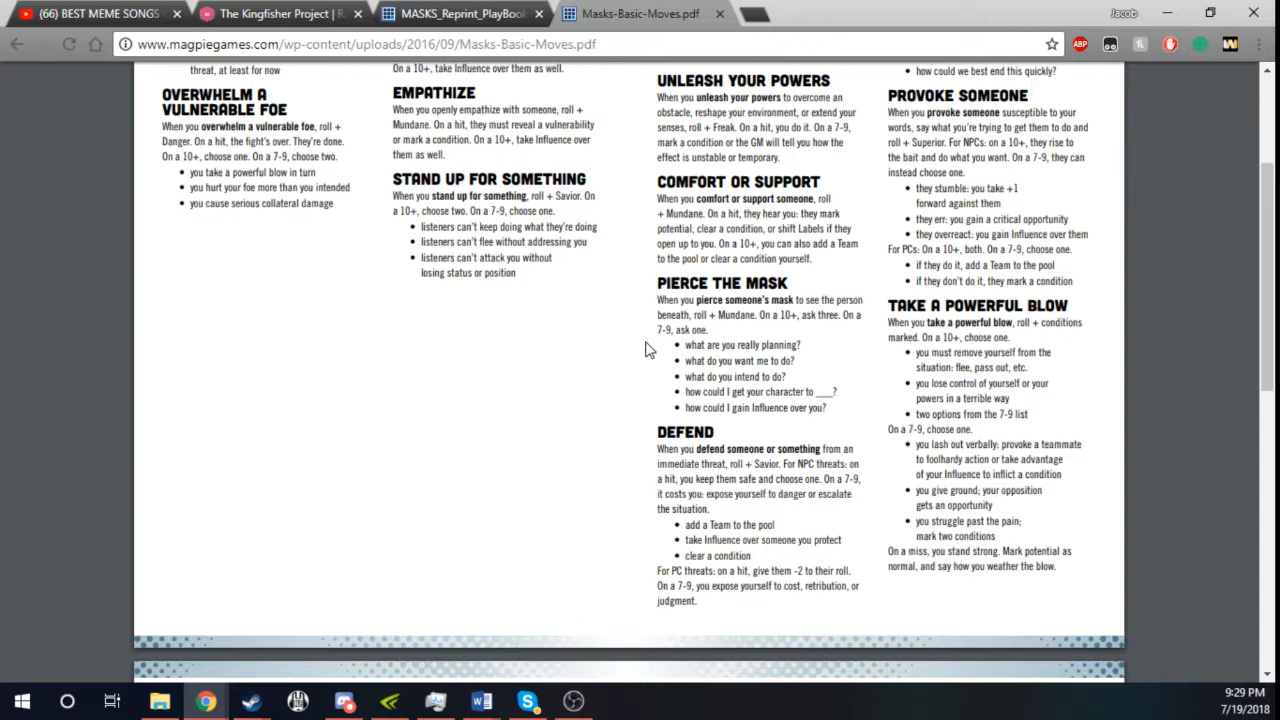 (66) BEST MEME SONGS
The Kingfisher Project | R
MASKS_Reprint_PlayBook
Masks-Basic-Moves.pdf
Jacob
www.magpiegames.com/wp-content/uploads/2016/09/Masks-Basic-Moves.pdf
ABP
threat, at least for now
OVERWHELM A
VULNERABLE FOE
When you overwhelm a vulnerable foe, roll +
Danger. On a hit, the fight's over. They're done.
On a 10+, choose one. On a 7-9, choose two.
• you take a powerful blow in turn
• you hurt your foe more than you intended
• you cause serious collateral damage
On a 10+, take Influence over them as well.
EMPATHIZE
When you openly empathize with someone, roll +
Mundane. On a hit, they must reveal a vulnerability
or mark a condition. On a 10+, take Influence over
them as well.
STAND UP FOR SOMETHING
When you stand up for something, roll + Savior. On
a 10+, choose two. On a 7-9, choose one.
• listeners can't keep doing what they're doing
• listeners can't flee without addressing you
• listeners can't attack you without
losing status or position
UNLEASH YOUR POWERS
When you unleash your powers to overcome an
obstacle, reshape your environment, or extend your
senses, roll + Freak. On a hit, you do it. On a 7-9,
mark a condition or the GM will tell you how the
effect is unstable or temporary.
COMFORT OR SUPPORT
When you comfort or support someone, roll
+ Mundane. On a hit, they hear you: they mark
potential, clear a condition, or shift Labels if they
open up to you. On a 10+, you can also add a Team
to the pool or clear a condition yourself.
PIERCE THE MASK
When you pierce someone's mask to see the person
beneath, roll + Mundane. On a 10+, ask three. On a
7-9, ask one.
• what are you really planning?
• what do you want me to do?
• what do you intend to do?
• how could I get your character to ___?
• how could I gain Influence over you?
DEFEND
When you defend someone or something from an
immediate threat, roll + Savior. For NPC threats: on
a hit, you keep them safe and choose one. On a 7-9,
it costs you: expose yourself to danger or escalate
the situation.
• add a Team to the pool
• take Influence over someone you protect
• clear a condition
For PC threats: on a hit, give them -2 to their roll.
On a 7-9, you expose yourself to cost, retribution, or
judgment.
• how could we best end this quickly?
PROVOKE SOMEONE
When you provoke someone susceptible to your
words, say what you're trying to get them to do and
roll + Superior. For NPCs: on a 10+, they rise to
the bait and do what you want. On a 7-9, they can
instead choose one.
• they stumble: you take +1
forward against them
• they err: you gain a critical opportunity
• they overreact: you gain Influence over them
For PCs: On a 10+, both. On a 7-9, choose one.
• if they do it, add a Team to the pool
• if they don't do it, they mark a condition
TAKE A POWERFUL BLOW
When you take a powerful blow, roll + conditions
marked. On a 10+, choose one.
• you must remove yourself from the
situation: flee, pass out, etc.
• you lose control of yourself or your
powers in a terrible way
• two options from the 7-9 list
On a 7-9, choose one.
• you lash out verbally: provoke a teammate
to foolhardy action or take advantage
of your Influence to inflict a condition
• you give ground; your opposition
gets an opportunity
• you struggle past the pain;
mark two conditions
On a miss, you stand strong. Mark potential as
normal, and say how you weather the blow.
9:29 PM
7/19/2018